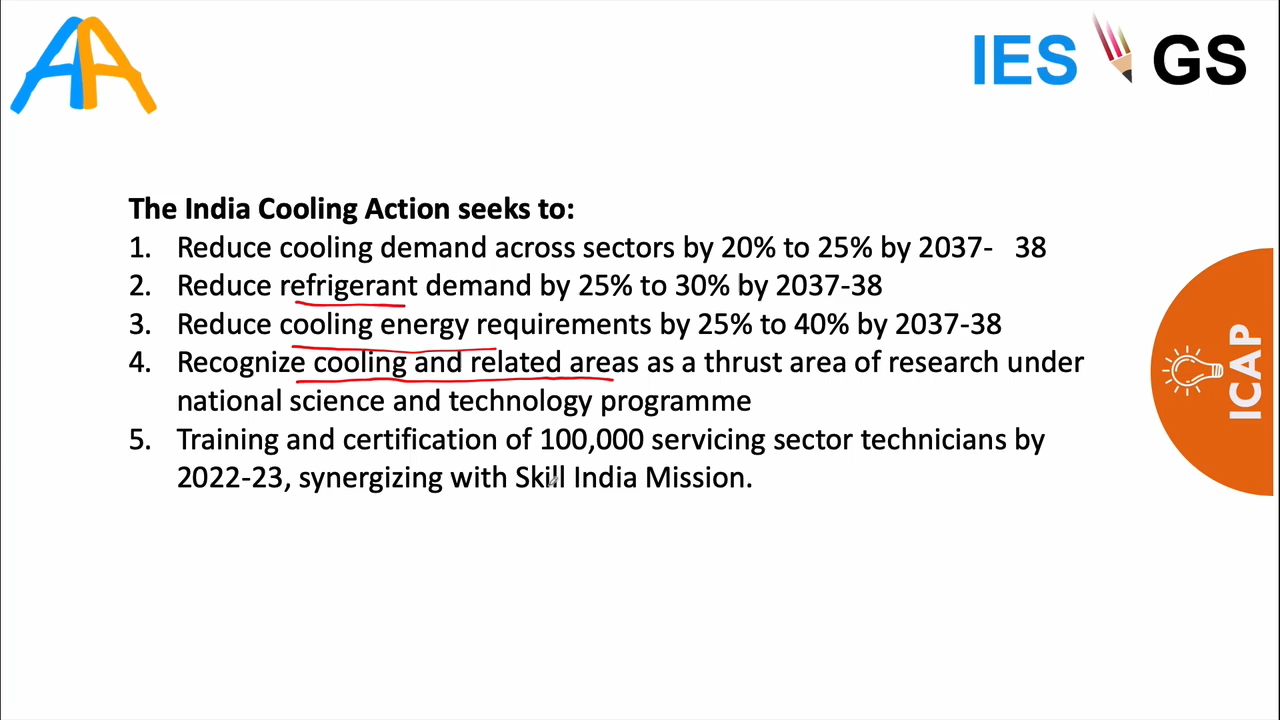 AA
IES GS
The India Cooling Action seeks to:
1. Reduce cooling demand across sectors by 20% to 25% by 2037- 38
2. Reduce refrigerant demand by 25% to 30% by 2037-38
3. Reduce cooling energy requirements by 25% to 40% by 2037-38
4. Recognize cooling and related areas as a thrust area of research under
national science and technology programme
5. Training and certification of 100,000 servicing sector technicians by
2022-23, synergizing with Skill India Mission.
ICAP